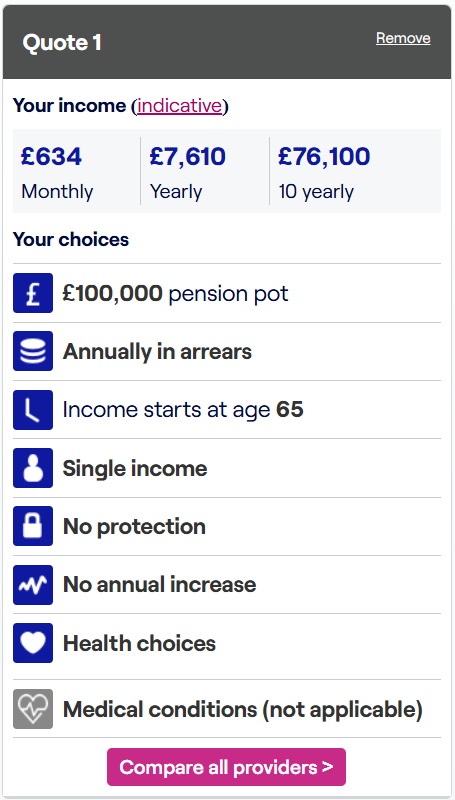 Quote 1 Remove
Your income (indicative)
£634 £7,610 £76,100
Monthly Yearly 10 yearly
Your choices
£ £100,000 pension pot
Annually in arrears
Income starts at age 65
Single income
No protection
No annual increase
Health choices
Medical conditions (not applicable)
Compare all providers >